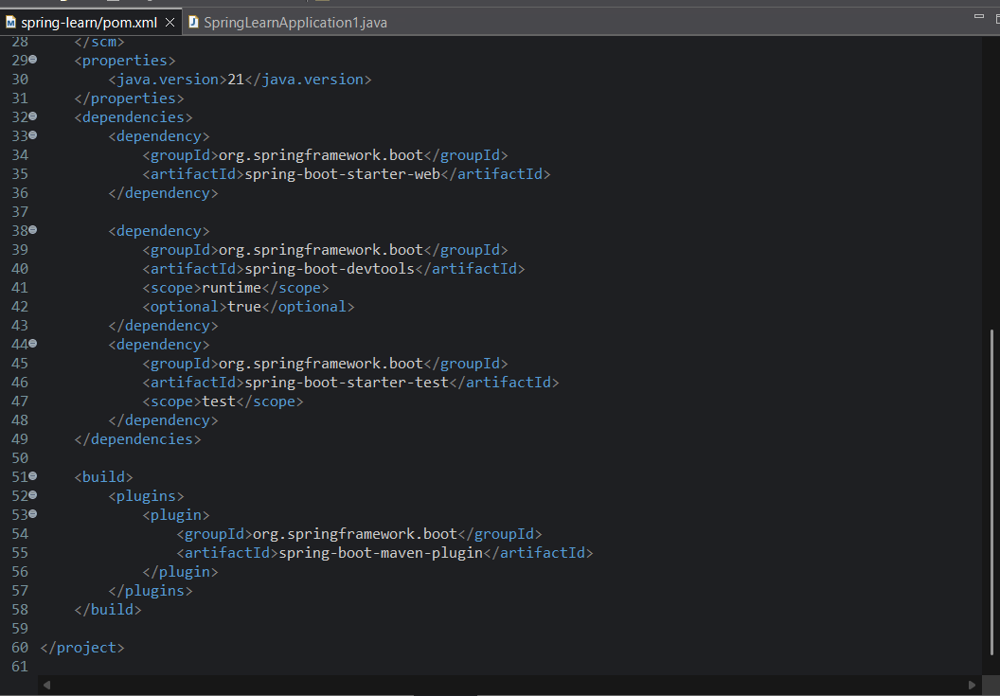 spring-learn/pom.xml SpringLearnApplication1.java
28 </scm>
29 <properties>
30 <java.version>21</java.version>
31 </properties>
32 <dependencies>
33 <dependency>
34 <groupId>org.springframework.boot</groupId>
35 <artifactId>spring-boot-starter-web</artifactId>
36 </dependency>
37
38 <dependency>
39 <groupId>org.springframework.boot</groupId>
40 <artifactId>spring-boot-devtools</artifactId>
41 <scope>runtime</scope>
42 <optional>true</optional>
43 </dependency>
44 <dependency>
45 <groupId>org.springframework.boot</groupId>
46 <artifactId>spring-boot-starter-test</artifactId>
47 <scope>test</scope>
48 </dependency>
49 </dependencies>
50
51 <build>
52 <plugins>
53 <plugin>
54 <groupId>org.springframework.boot</groupId>
55 <artifactId>spring-boot-maven-plugin</artifactId>
56 </plugin>
57 </plugins>
58 </build>
59
60 </project>
61